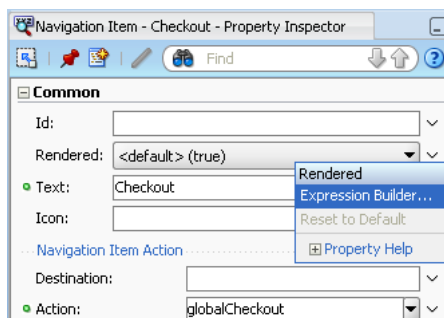 Navigation Item - Checkout - Property Inspector
Find
Common
Id:
Rendered: <default> (true)
Rendered
Text: Checkout
Expression Builder...
Icon:
Reset to Default
Navigation Item Action
Property Help
Destination:
Action: globalCheckout